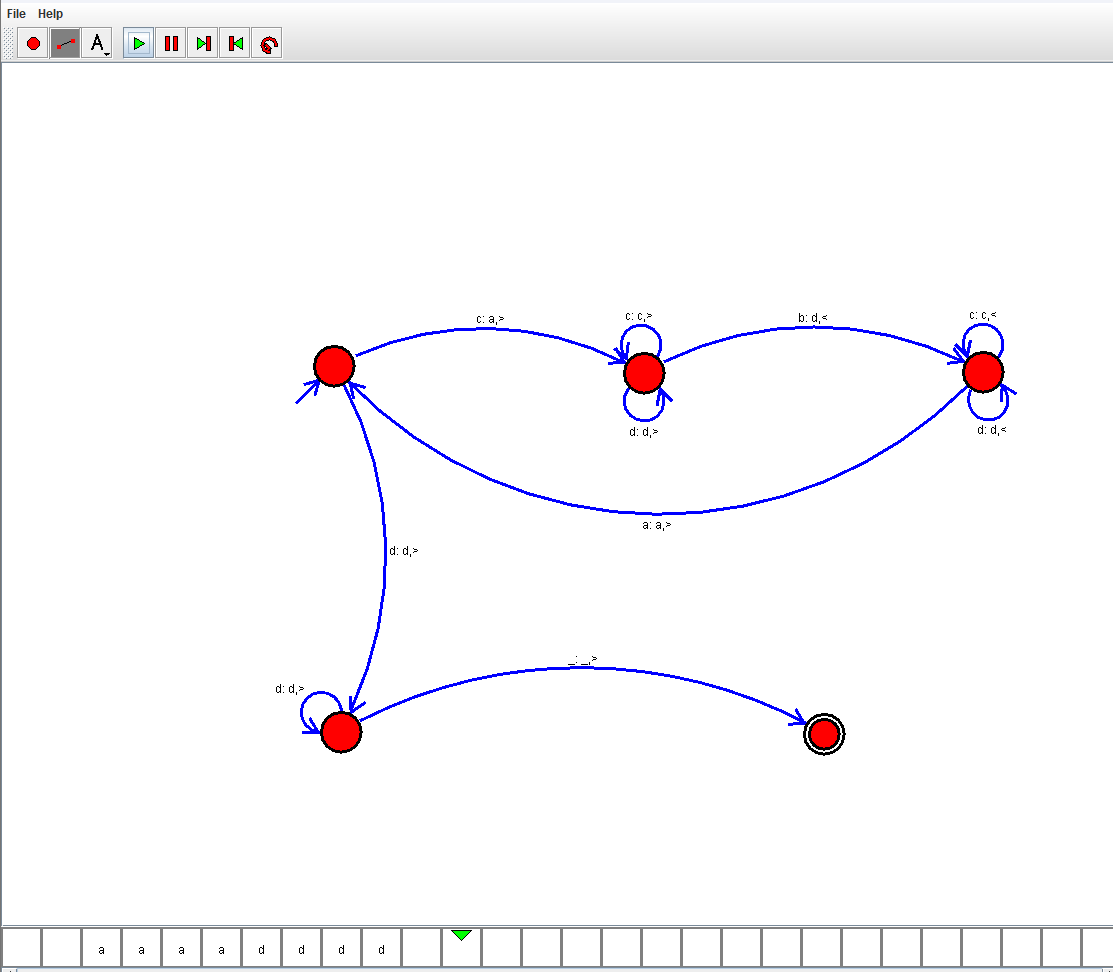 File Help
A
c: a,>
c: c,>
b: d,<
c: c,<
d: d,>
d: d,<
a: a,>
d: d,>
_: _,>
d: d,>
a a a a d d d d